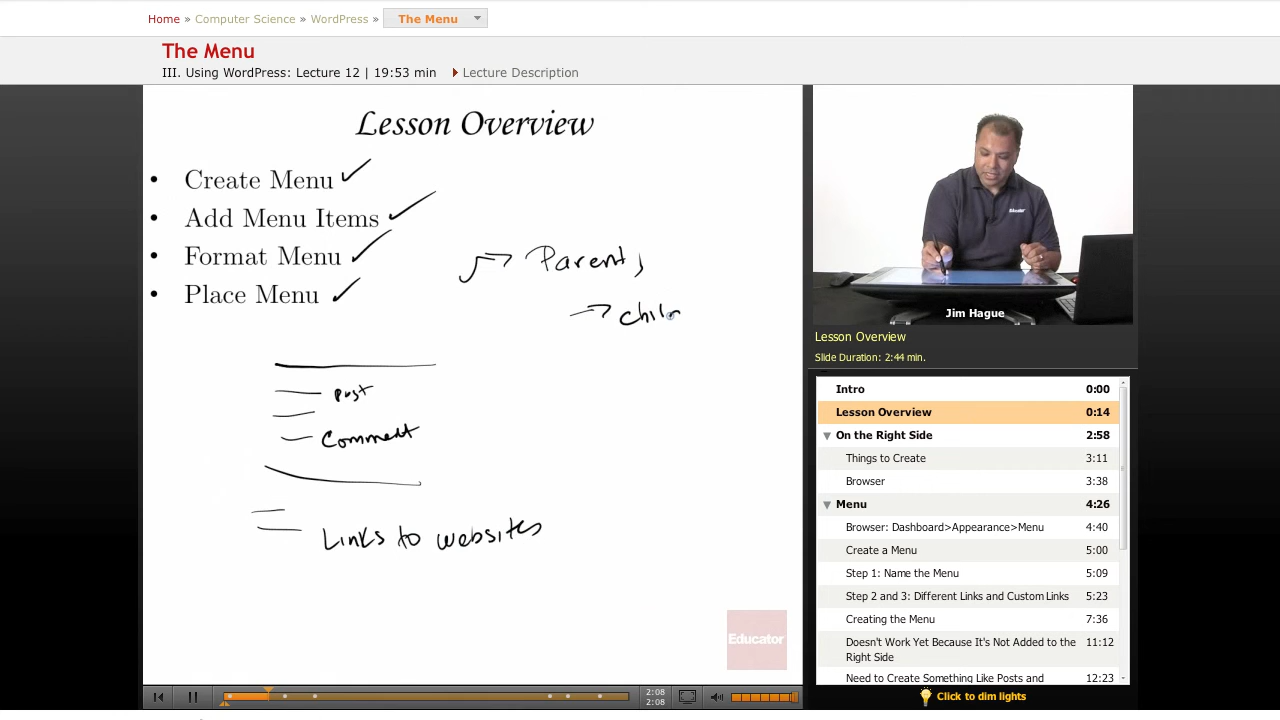 Home » Computer Science » WordPress » The Menu
The Menu
III. Using WordPress: Lecture 12 | 19:53 min Lecture Description
Lesson Overview
• Create Menu
• Add Menu Items
• Format Menu
• Place Menu
Parent,
chil
post
Comment
Links to websites
Educator
Jim Hague
Lesson Overview
Slide Duration: 2:44 min.
Intro 0:00
Lesson Overview 0:14
On the Right Side 2:58
Things to Create 3:11
Browser 3:38
Menu 4:26
Browser: Dashboard>Appearance>Menu 4:40
Create a Menu 5:00
Step 1: Name the Menu 5:09
Step 2 and 3: Different Links and Custom Links 5:23
Creating the Menu 7:36
Doesn't Work Yet Because It's Not Added to the 11:12
Right Side
Need to Create Something Like Posts and 12:23
2:08
2:08
Click to dim lights